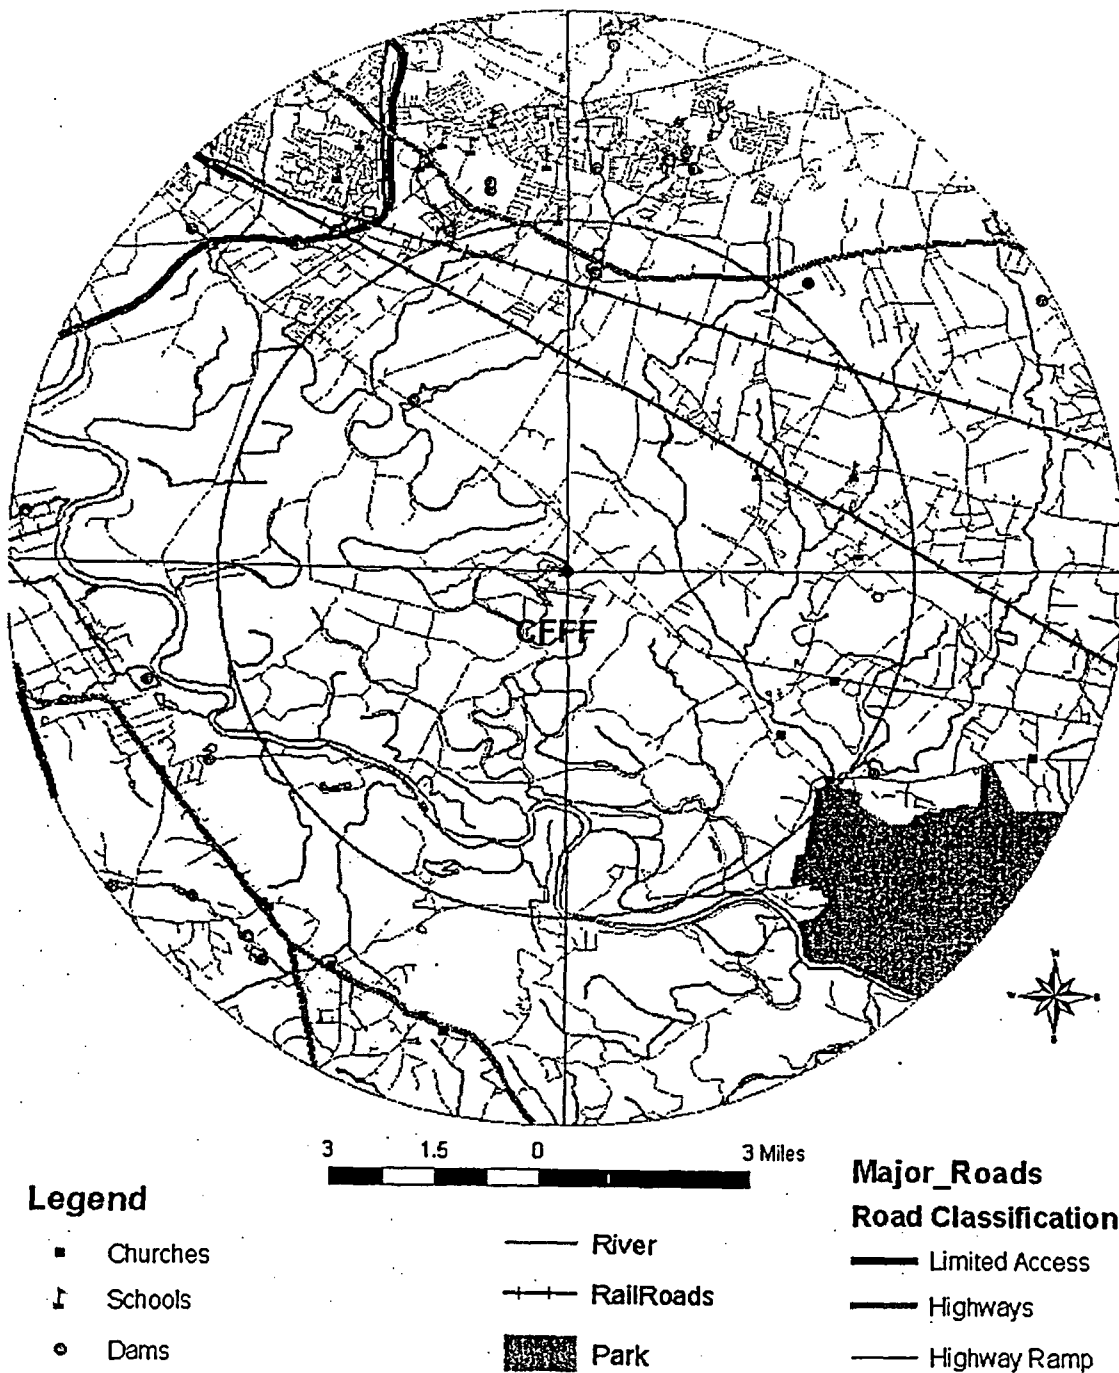 CFFF
3 1.5 0 3 Miles
Legend
Churches
Schools
Dams
River
RailRoads
Park
Major_Roads
Road Classification
Limited Access
Highways
Highway Ramp